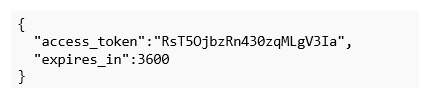 {
  "access_token":"RsT5OjbzRn430zqMLgV3Ia",
  "expires_in":3600
}